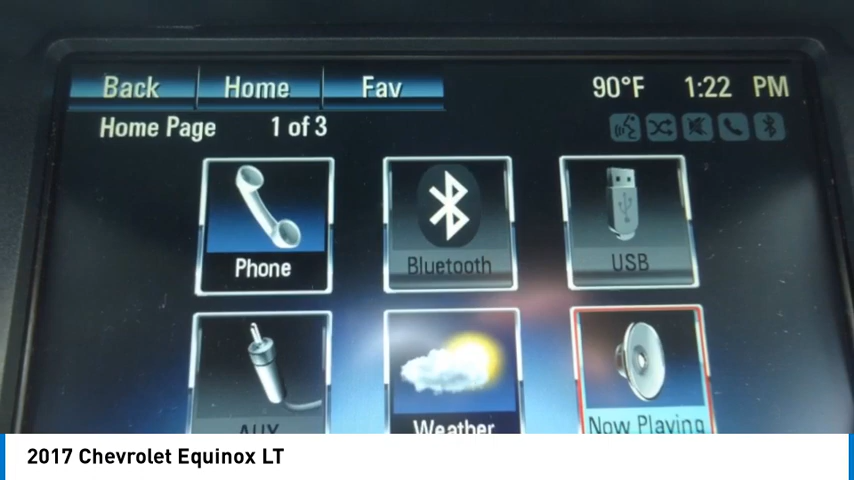 Back Home Fav 90°F 1:22 PM
Home Page 1 of 3
Phone Bluetooth USB
AUX Weather Now Playing
2017 Chevrolet Equinox LT